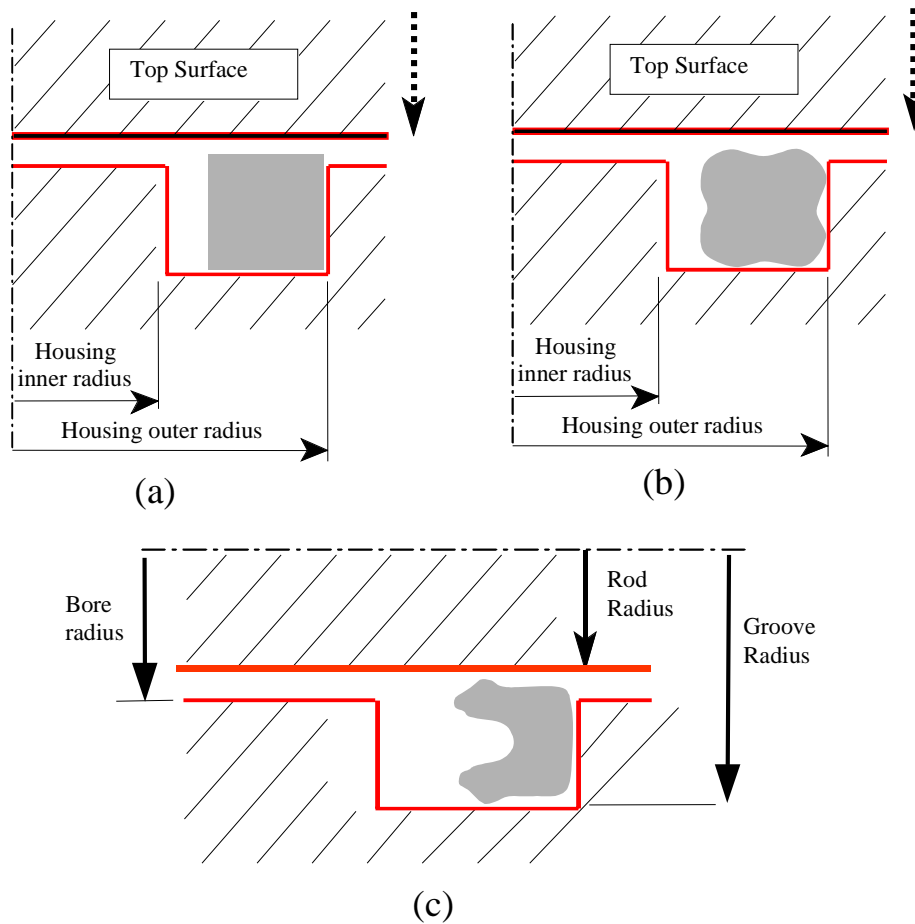 Top Surface
Housing
inner radius
Housing outer radius
(a)
Top Surface
Housing
inner radius
Housing outer radius
(b)
Bore
radius
Rod
Radius
Groove
Radius
(c)